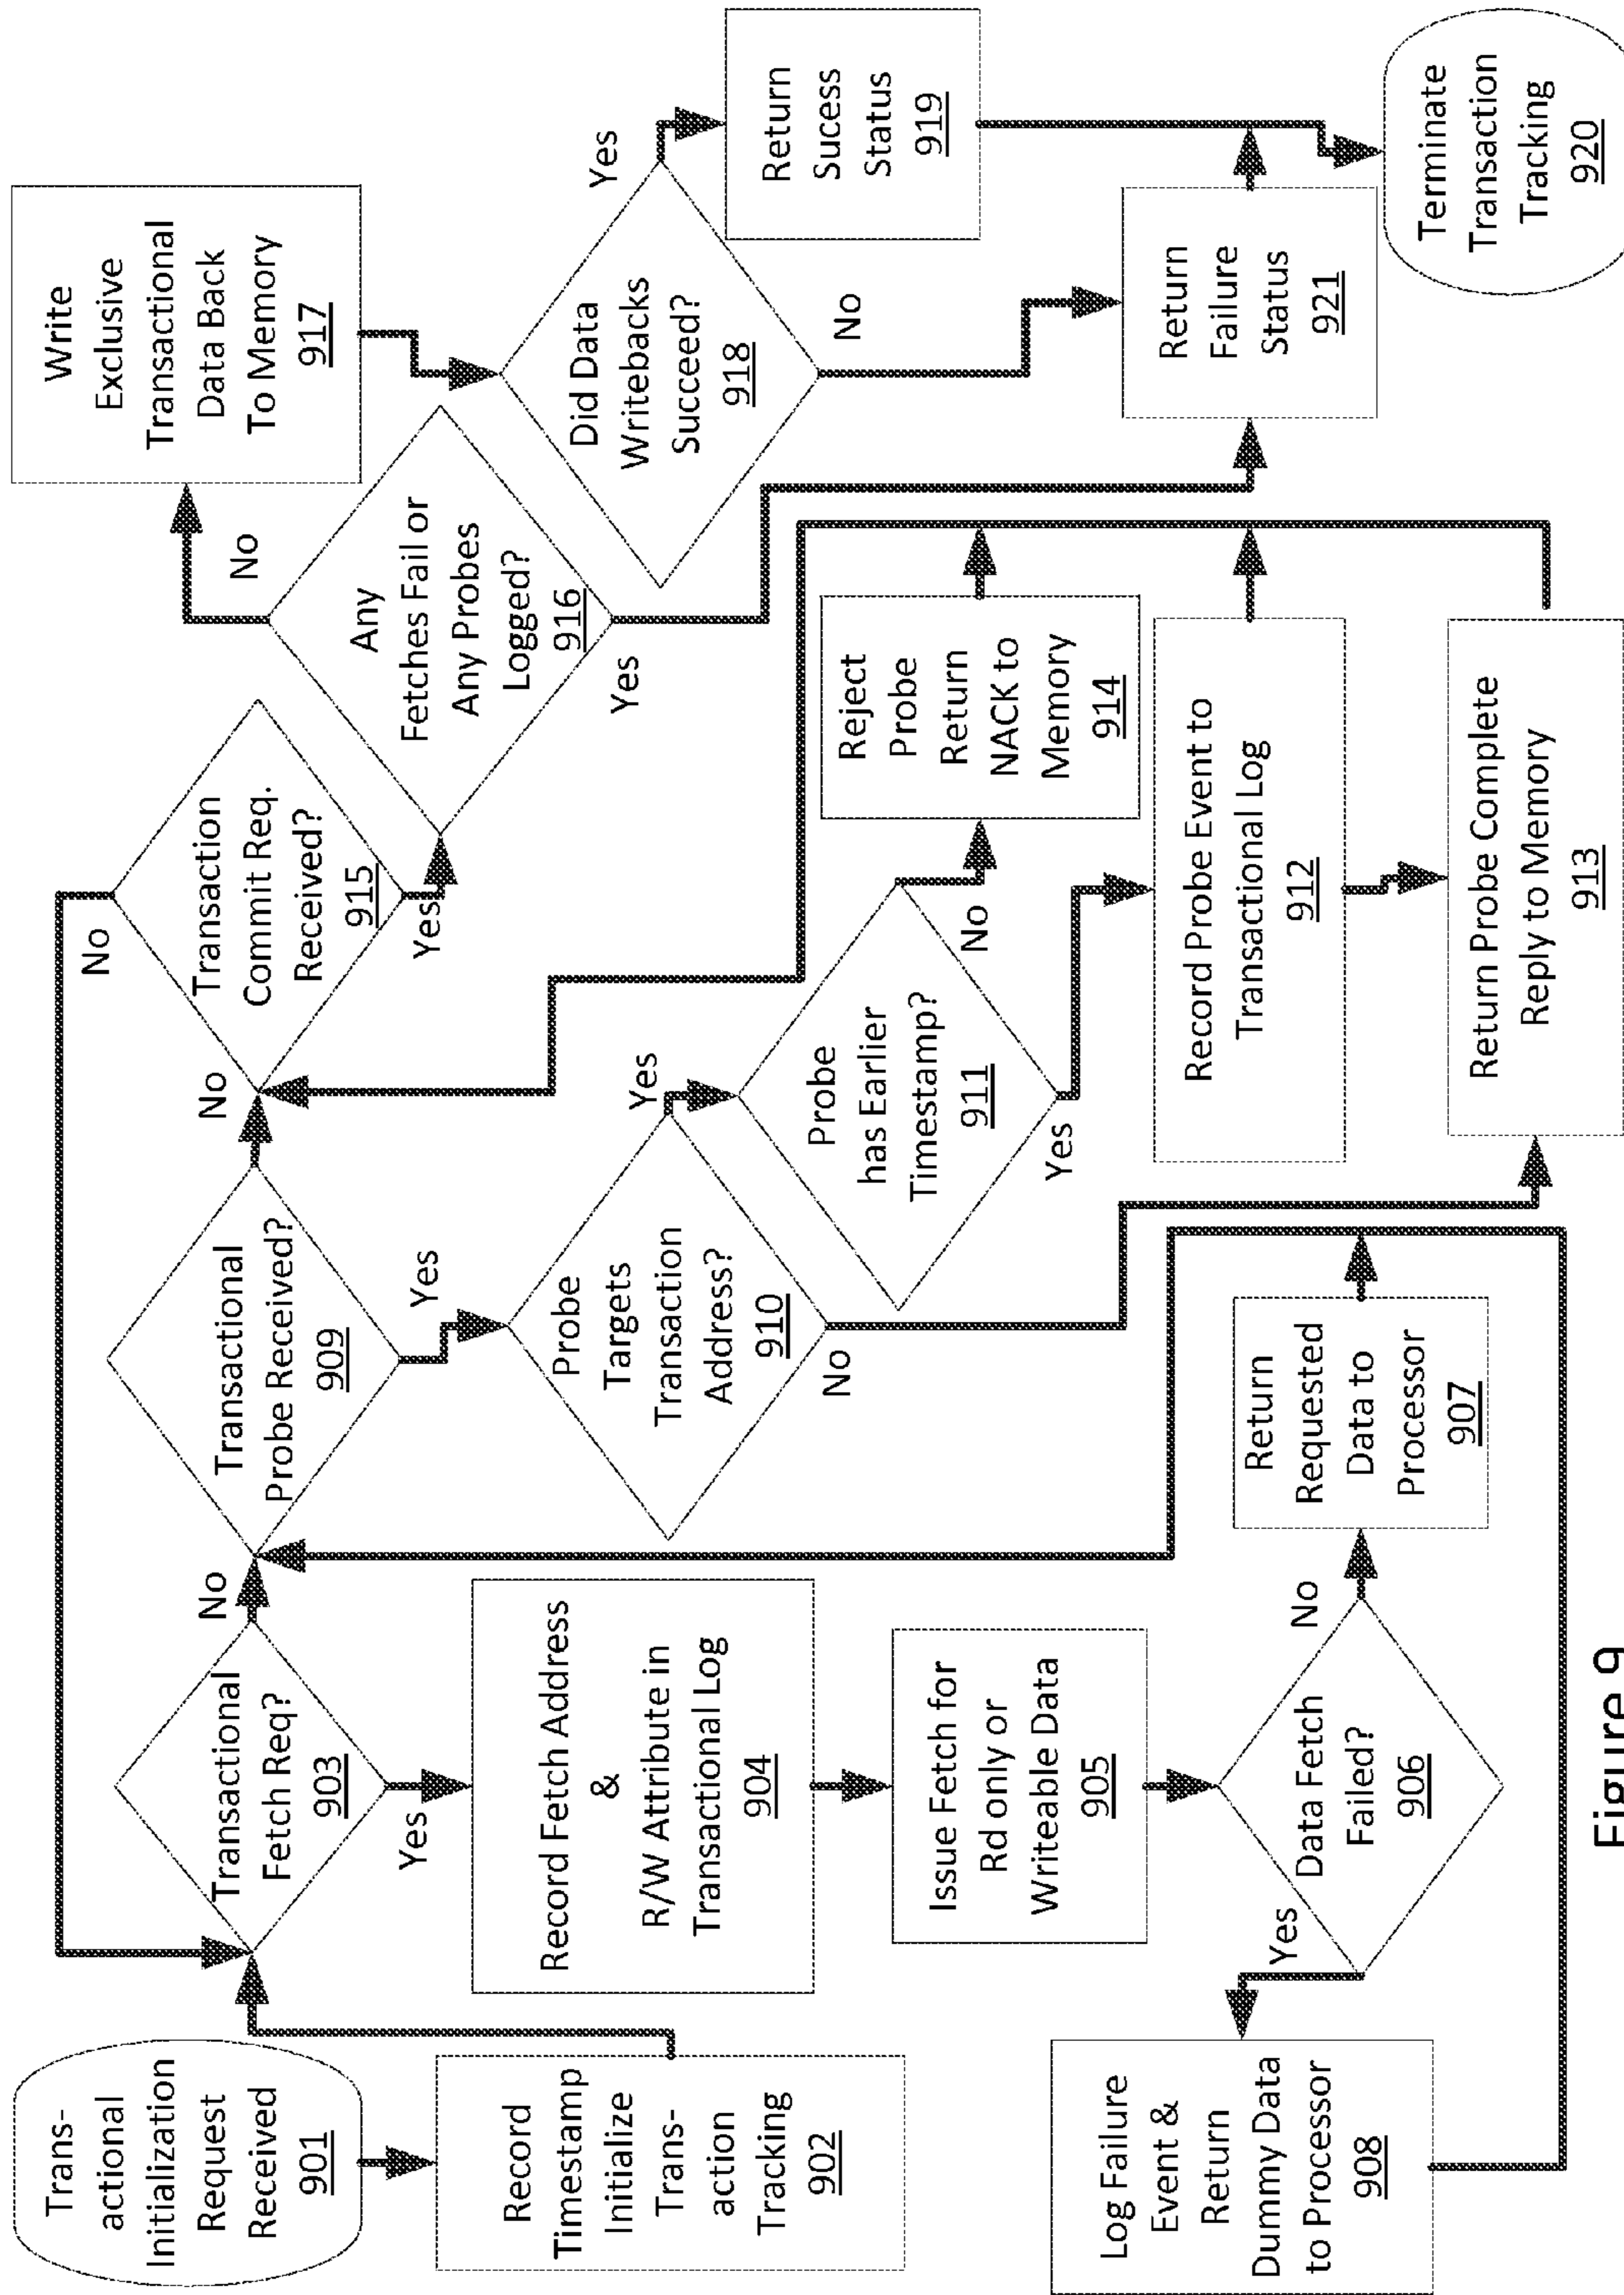 Trans-
actional
Initialization
Request
Received
901
Record
Timestamp
Initialize
Trans-
action
Tracking
902
Transactional
Fetch Req?
903
No
Yes
Record Fetch Address
&
R/W Attribute in
Transactional Log
904
Issue Fetch for
Rd only or
Writeable Data
905
Data Fetch
Failed?
906
Yes
No
Log Failure
Event &
Return
Dummy Data
to Processor
908
Return
Requested
Data to
Processor
907
Transactional
Probe Received?
909
No
Yes
Probe
Targets
Transaction
Address?
910
Yes
No
Probe
has Earlier
Timestamp?
911
No
Yes
Record Probe Event to
Transactional Log
912
Return Probe Complete
Reply to Memory
913
Reject
Probe
Return
NACK to
Memory
914
Transaction
Commit Req.
Received?
915
No
Yes
Any
Fetches Fail or
Any Probes
Logged?
916
No
Yes
Write
Exclusive
Transactional
Data Back
To Memory
917
Did Data
Writebacks
Succeed?
918
Yes
No
Return
Sucess
Status
919
Return
Failure
Status
921
Terminate
Transaction
Tracking
920
Figure 9